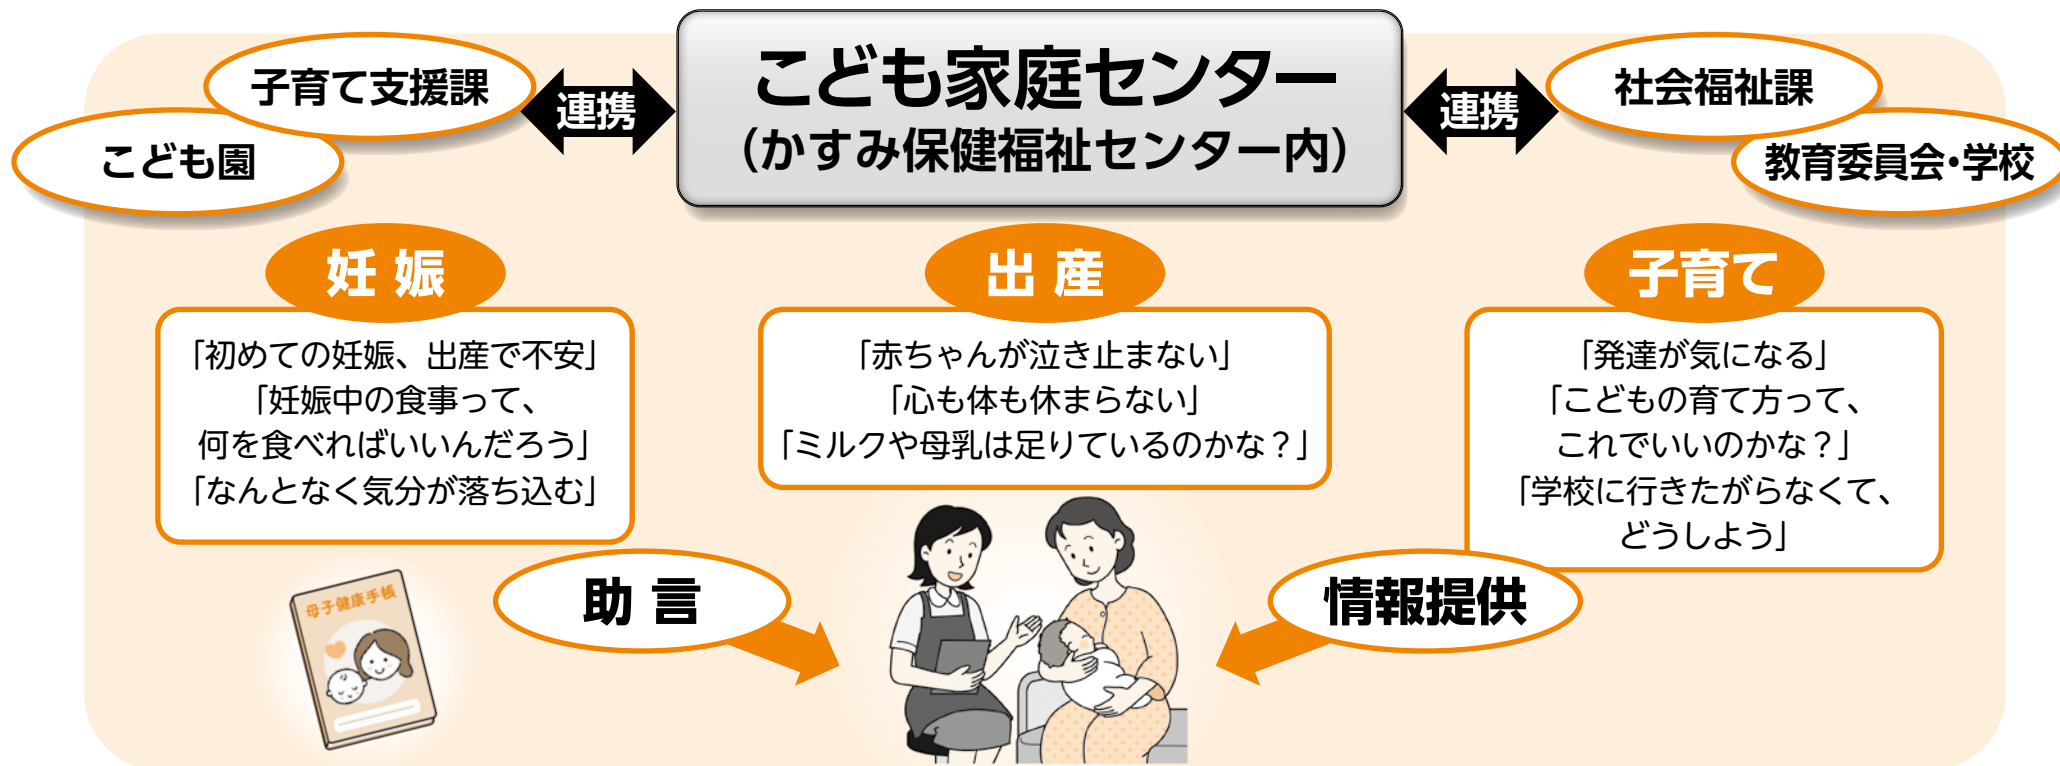 こども家庭センター
（かすみ保健福祉センター内）
子育て支援課
こども園
連携
連携
社会福祉課
教育委員会・学校
妊 娠
「初めての妊娠、出産で不安」
「妊娠中の食事って、
何を食べればいいんだろう」
「なんとなく気分が落ち込む」
出 産
「赤ちゃんが泣き止まない」
「心も体も休まらない」
「ミルクや母乳は足りているのかな？」
子育て
「発達が気になる」
「こどもの育て方って、
これでいいのかな？」
「学校に行きたがらなくて、
どうしよう」
助 言
情報提供
母子健康手帳